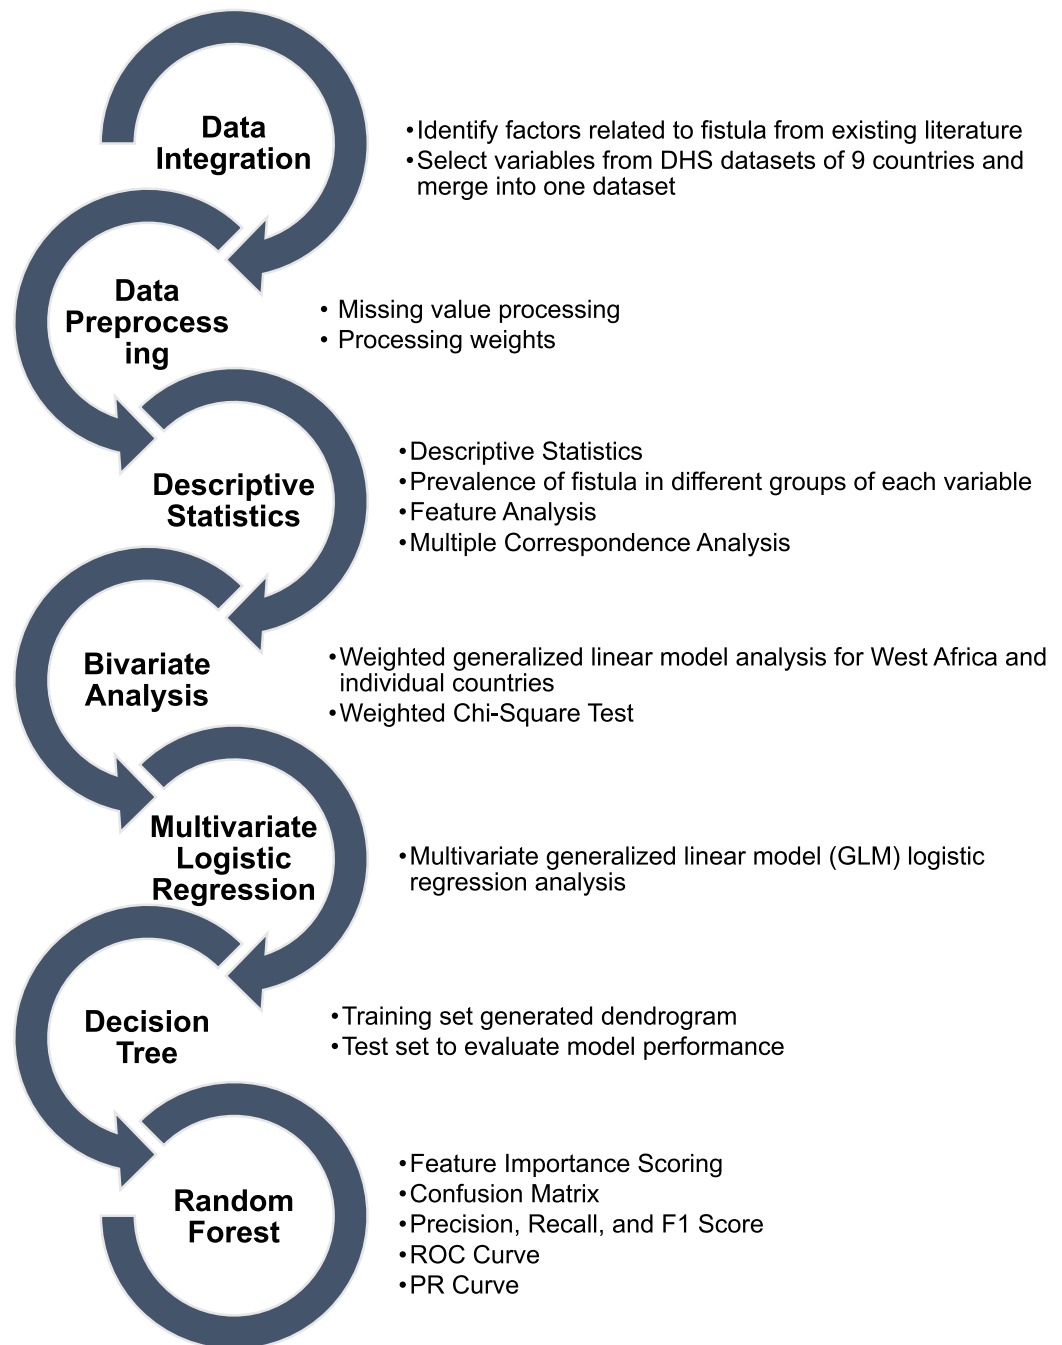 Data
Integration
•Identify factors related to fistula from existing literature
•Select variables from DHS datasets of 9 countries and
merge into one dataset
Data
Preprocess
ing
• Missing value processing
• Processing weights
Descriptive
Statistics
•Descriptive Statistics
•Prevalence of fistula in different groups of each variable
•Feature Analysis
•Multiple Correspondence Analysis
Bivariate
Analysis
•Weighted generalized linear model analysis for West Africa and
individual countries
•Weighted Chi-Square Test
Multivariate
Logistic
Regression
•Multivariate generalized linear model (GLM) logistic
regression analysis
Decision
Tree
•Training set generated dendrogram
•Test set to evaluate model performance
Random
Forest
•Feature Importance Scoring
•Confusion Matrix
•Precision, Recall, and F1 Score
•ROC Curve
•PR Curve